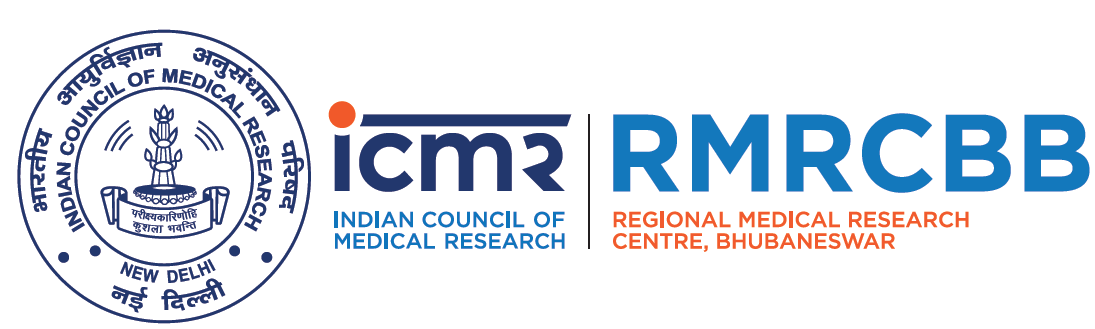 भारतीय आयुर्विज्ञान अनुसंधान परिषद
INDIAN COUNCIL OF MEDICAL RESEARCH
परीक्ष्यकारिणोहि
कुशला भवन्ति
NEW DELHI
नई दिल्ली
icmr
INDIAN COUNCIL OF
MEDICAL RESEARCH
RMRCBB
REGIONAL MEDICAL RESEARCH
CENTRE, BHUBANESWAR